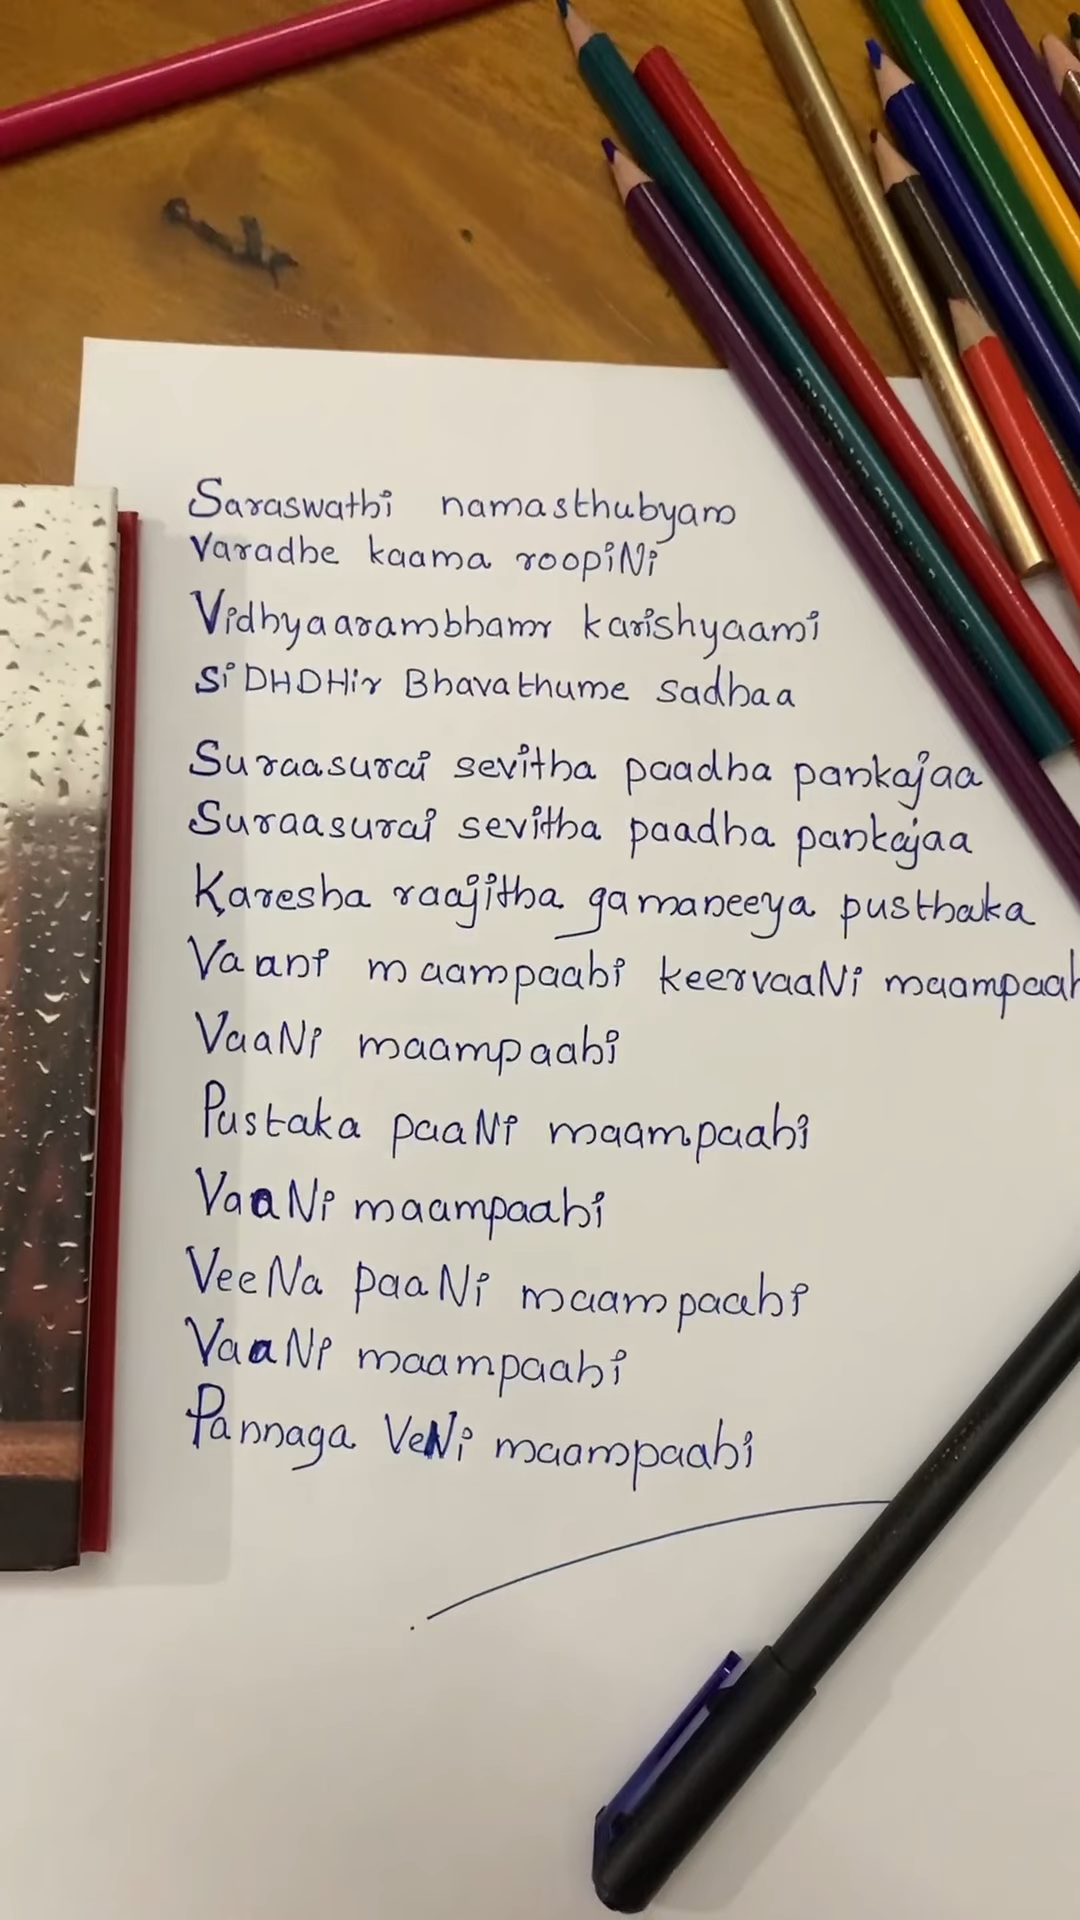 Saraswathi namasthubyam
Varadhe kaama roopiNi
Vidhyaarambham karishyaami
SiDHDHir Bhavathume sadhaa
Suraasurai sevitha paadha pankajaa
Suraasurai sevitha paadha pankajaa
Karesha raajitha gamaneeya pusthaka
Vaani maampaahi keervaaNi maampaah
VaaNi maampaahi
Pustaka paaNi maampaahi
VaaNi maampaahi
VeeNa paaNi maampaahi
VaaNi maampaahi
Pannaga VeNi maampaahi